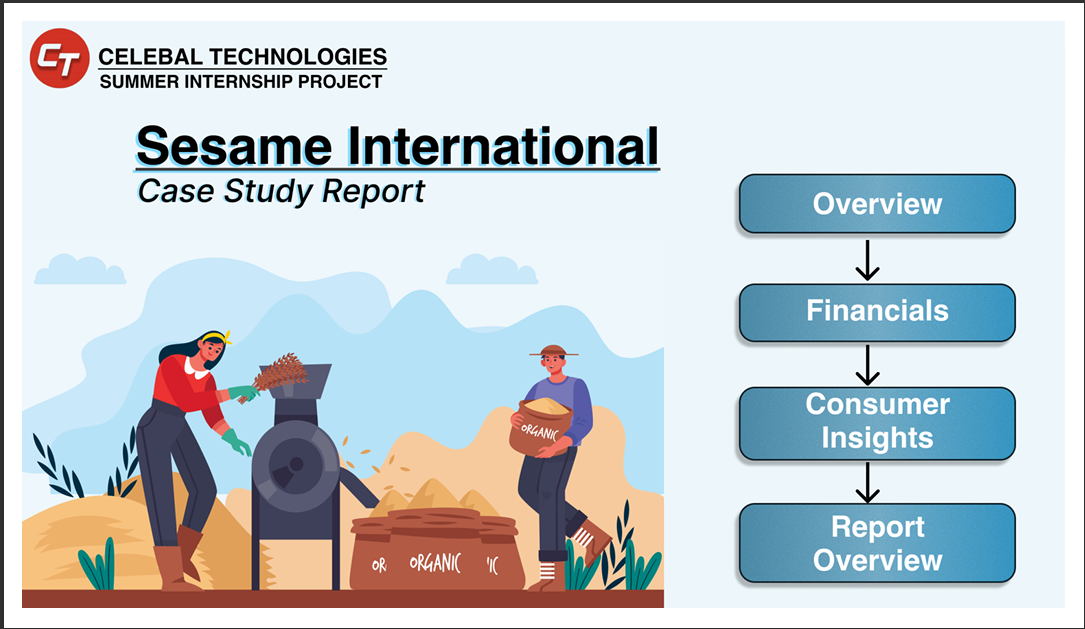 CT
CELEBAL TECHNOLOGIES
SUMMER INTERNSHIP PROJECT
Sesame International
Case Study Report
Overview
Financials
Consumer
Insights
Report
Overview
ORGANIC
OR ORGANIC 'IC